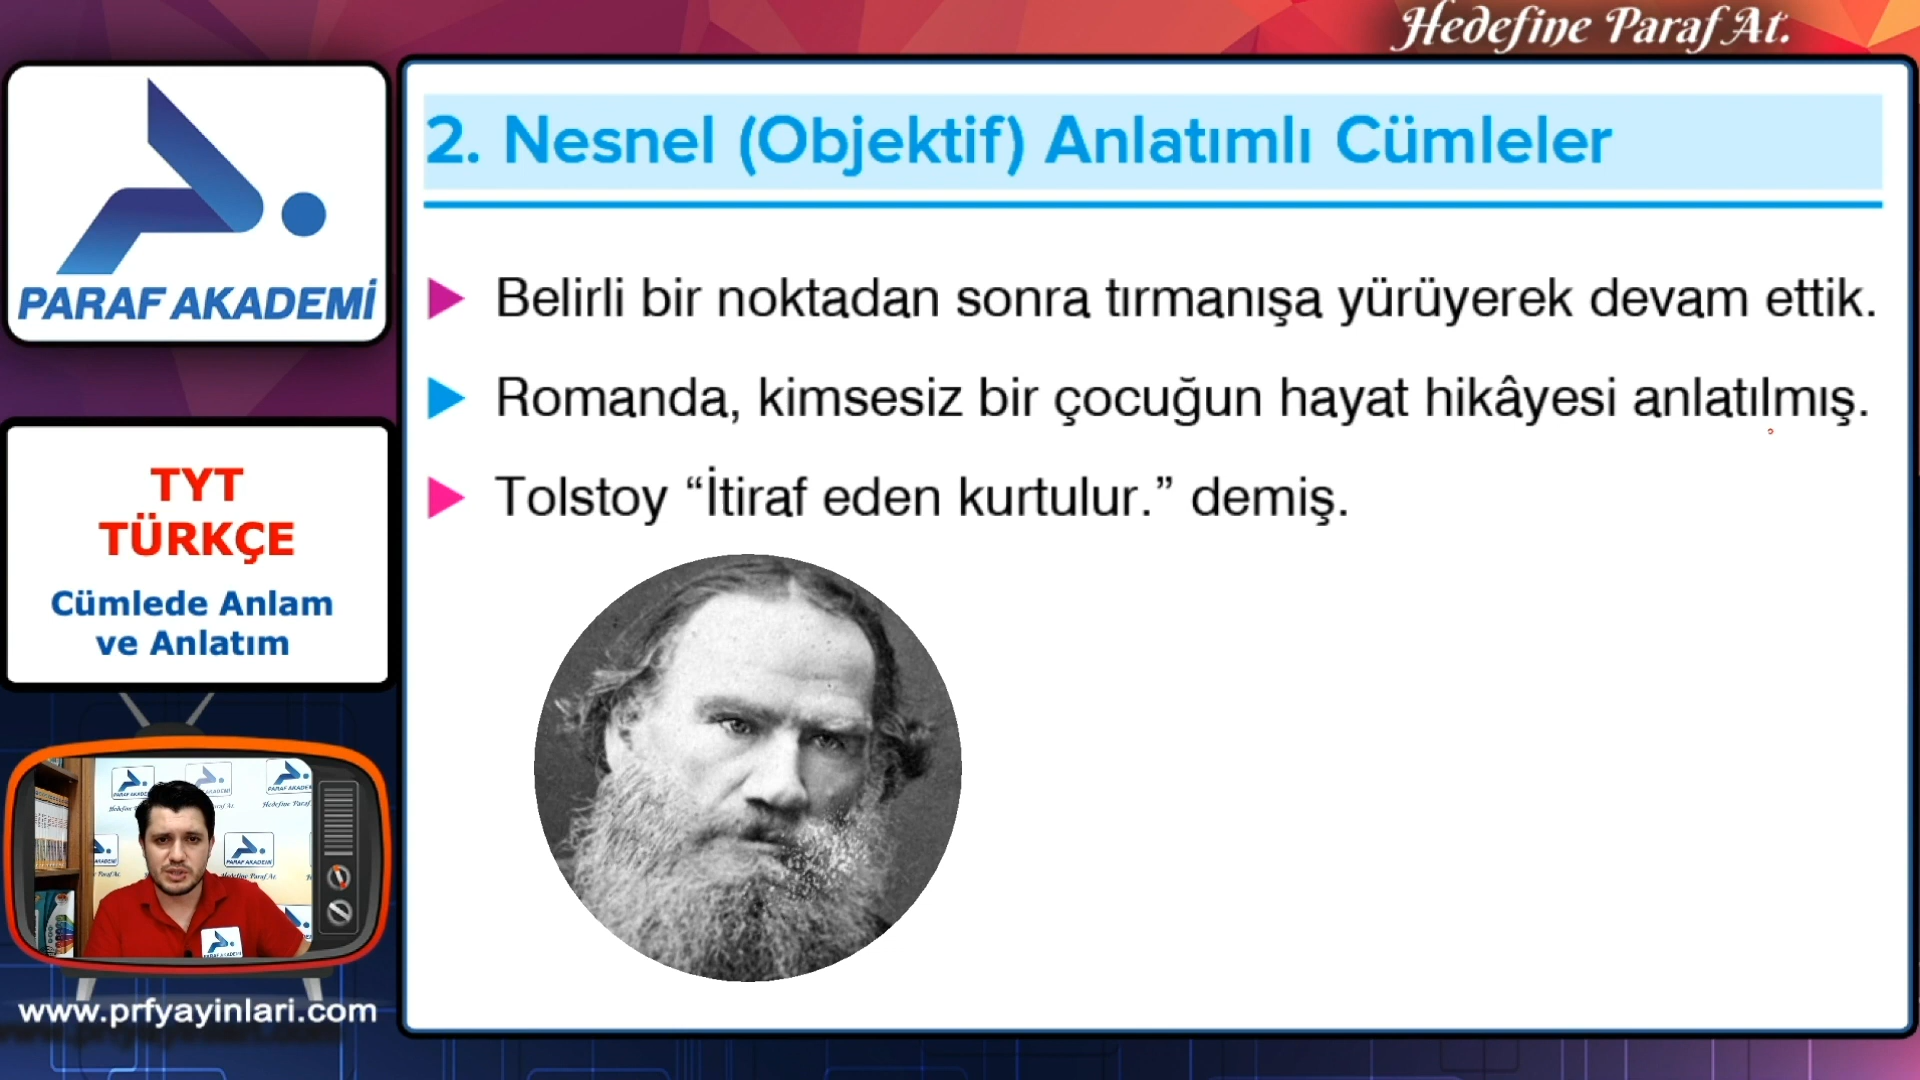 Hedefine Paraf At.
PARAF AKADEMİ
2. Nesnel (Objektif) Anlatımlı Cümleler
Belirli bir noktadan sonra tırmanışa yürüyerek devam ettik.
Romanda, kimsesiz bir çocuğun hayat hikâyesi anlatılmış.
Tolstoy “İtiraf eden kurtulur.” demiş.
TYT
TÜRKÇE
Cümlede Anlam
ve Anlatım
PARAF AKADEMİ
www.prfyayinlari.com